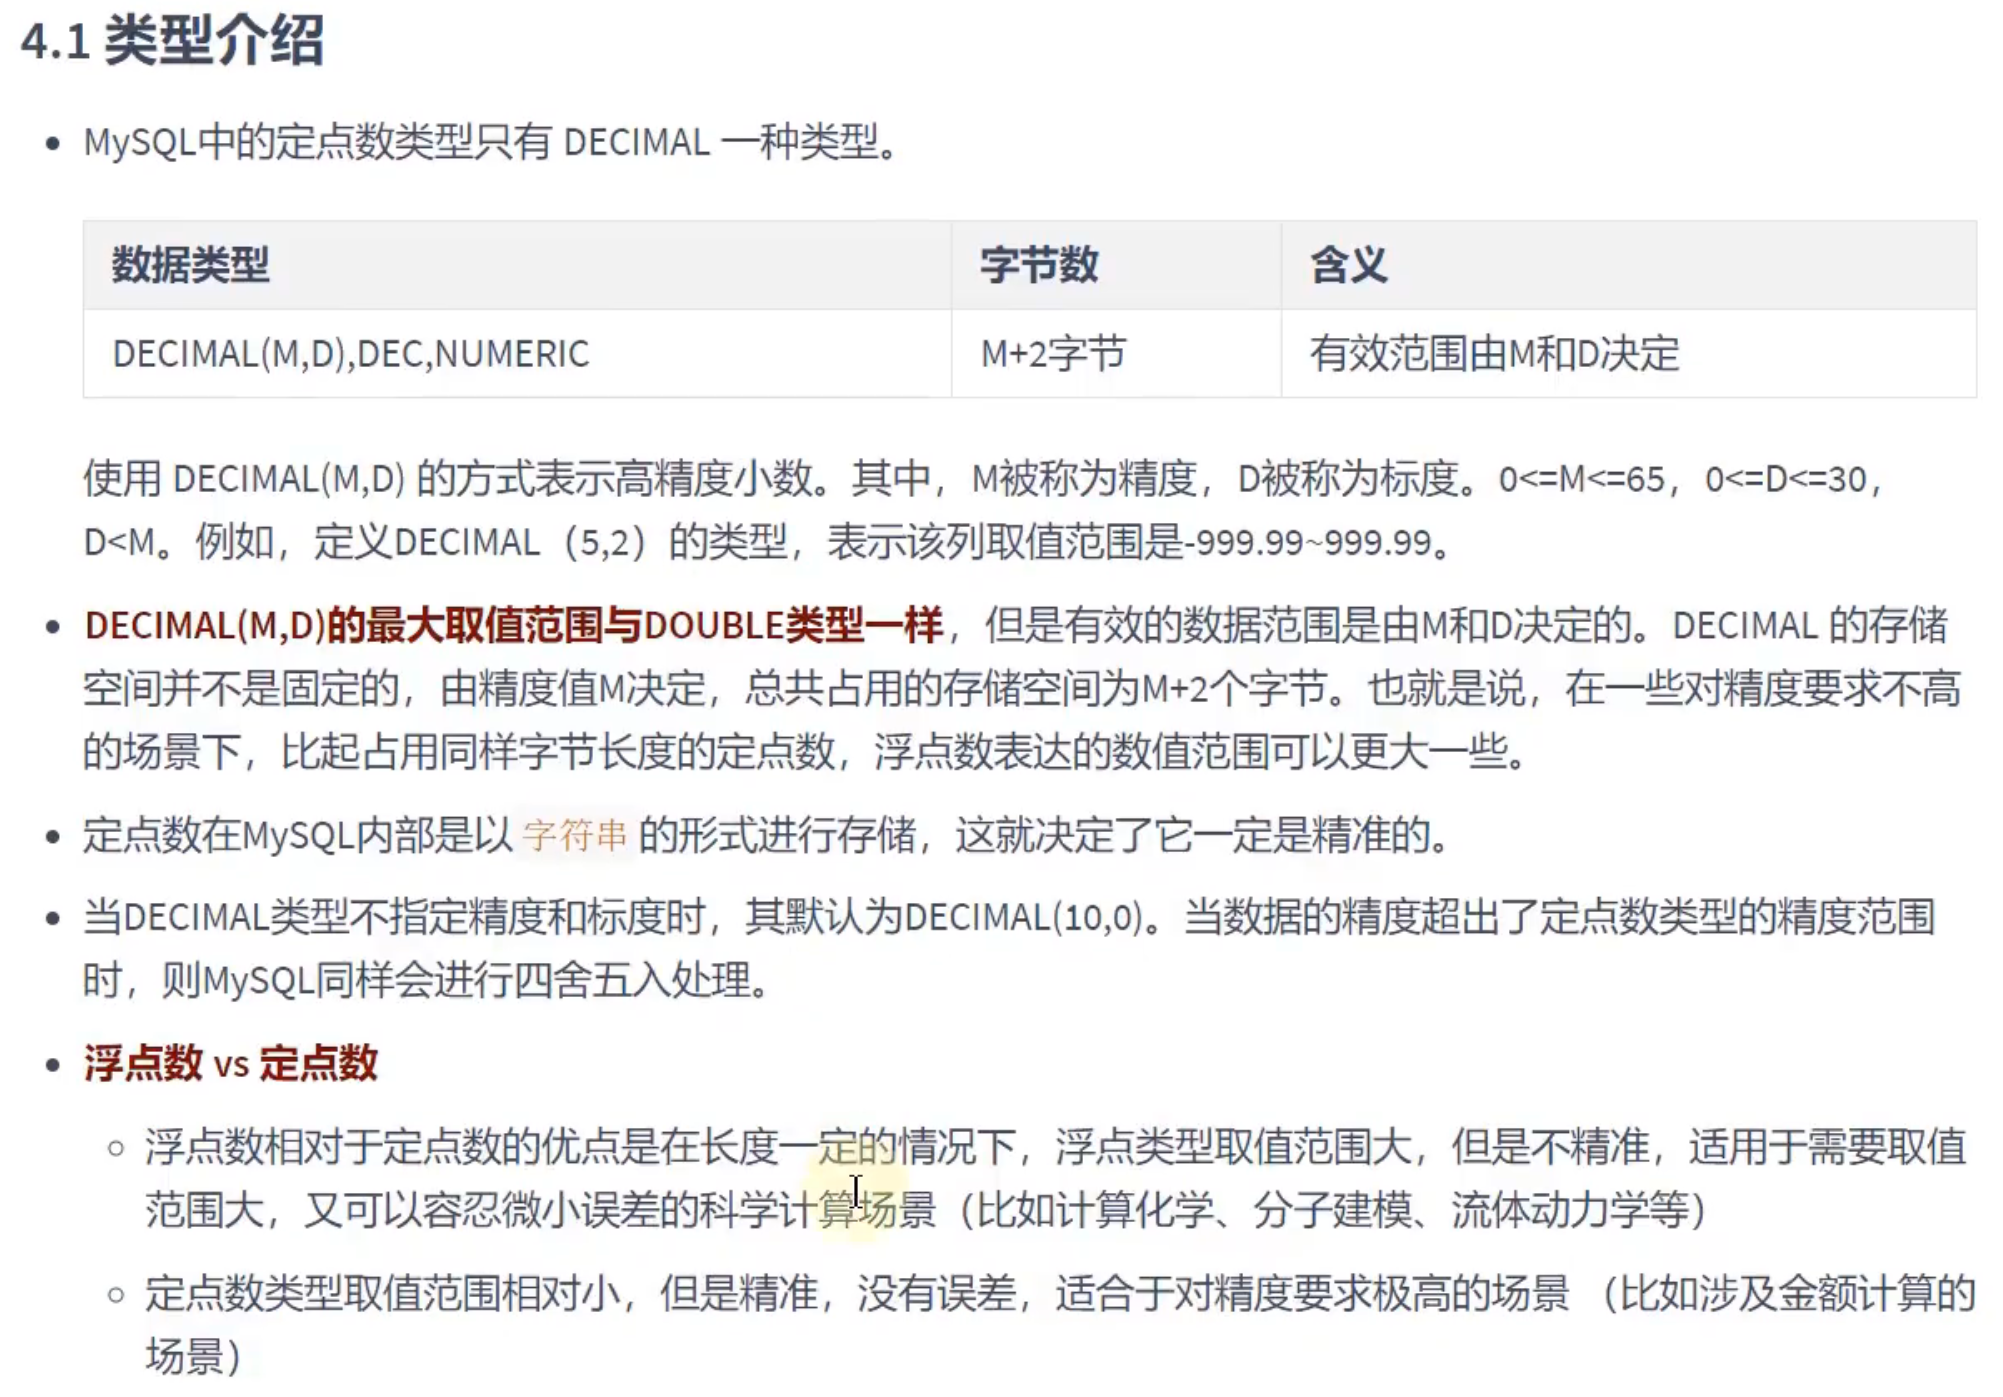 4.1 类型介绍
MySQL中的定点数类型只有 DECIMAL 一种类型。
数据类型 字节数 含义
DECIMAL(M,D),DEC,NUMERIC M+2字节 有效范围由M和D决定
使用 DECIMAL(M,D) 的方式表示高精度小数。其中，M被称为精度，D被称为标度。0<=M<=65，0<=D<=30，
D<M。例如，定义DECIMAL（5,2）的类型，表示该列取值范围是-999.99~999.99。
DECIMAL(M,D)的最大取值范围与DOUBLE类型一样，但是有效的数据范围是由M和D决定的。DECIMAL 的存储
空间并不是固定的，由精度值M决定，总共占用的存储空间为M+2个字节。也就是说，在一些对精度要求不高
的场景下，比起占用同样字节长度的定点数，浮点数表达的数值范围可以更大一些。
定点数在MySQL内部是以 字符串 的形式进行存储，这就决定了它一定是精准的。
当DECIMAL类型不指定精度和标度时，其默认为DECIMAL(10,0)。当数据的精度超出了定点数类型的精度范围
时，则MySQL同样会进行四舍五入处理。
浮点数 vs 定点数
浮点数相对于定点数的优点是在长度一定的情况下，浮点类型取值范围大，但是不精准，适用于需要取值
范围大，又可以容忍微小误差的科学计算场景（比如计算化学、分子建模、流体动力学等）
定点数类型取值范围相对小，但是精准，没有误差，适合于对精度要求极高的场景 （比如涉及金额计算的
场景）